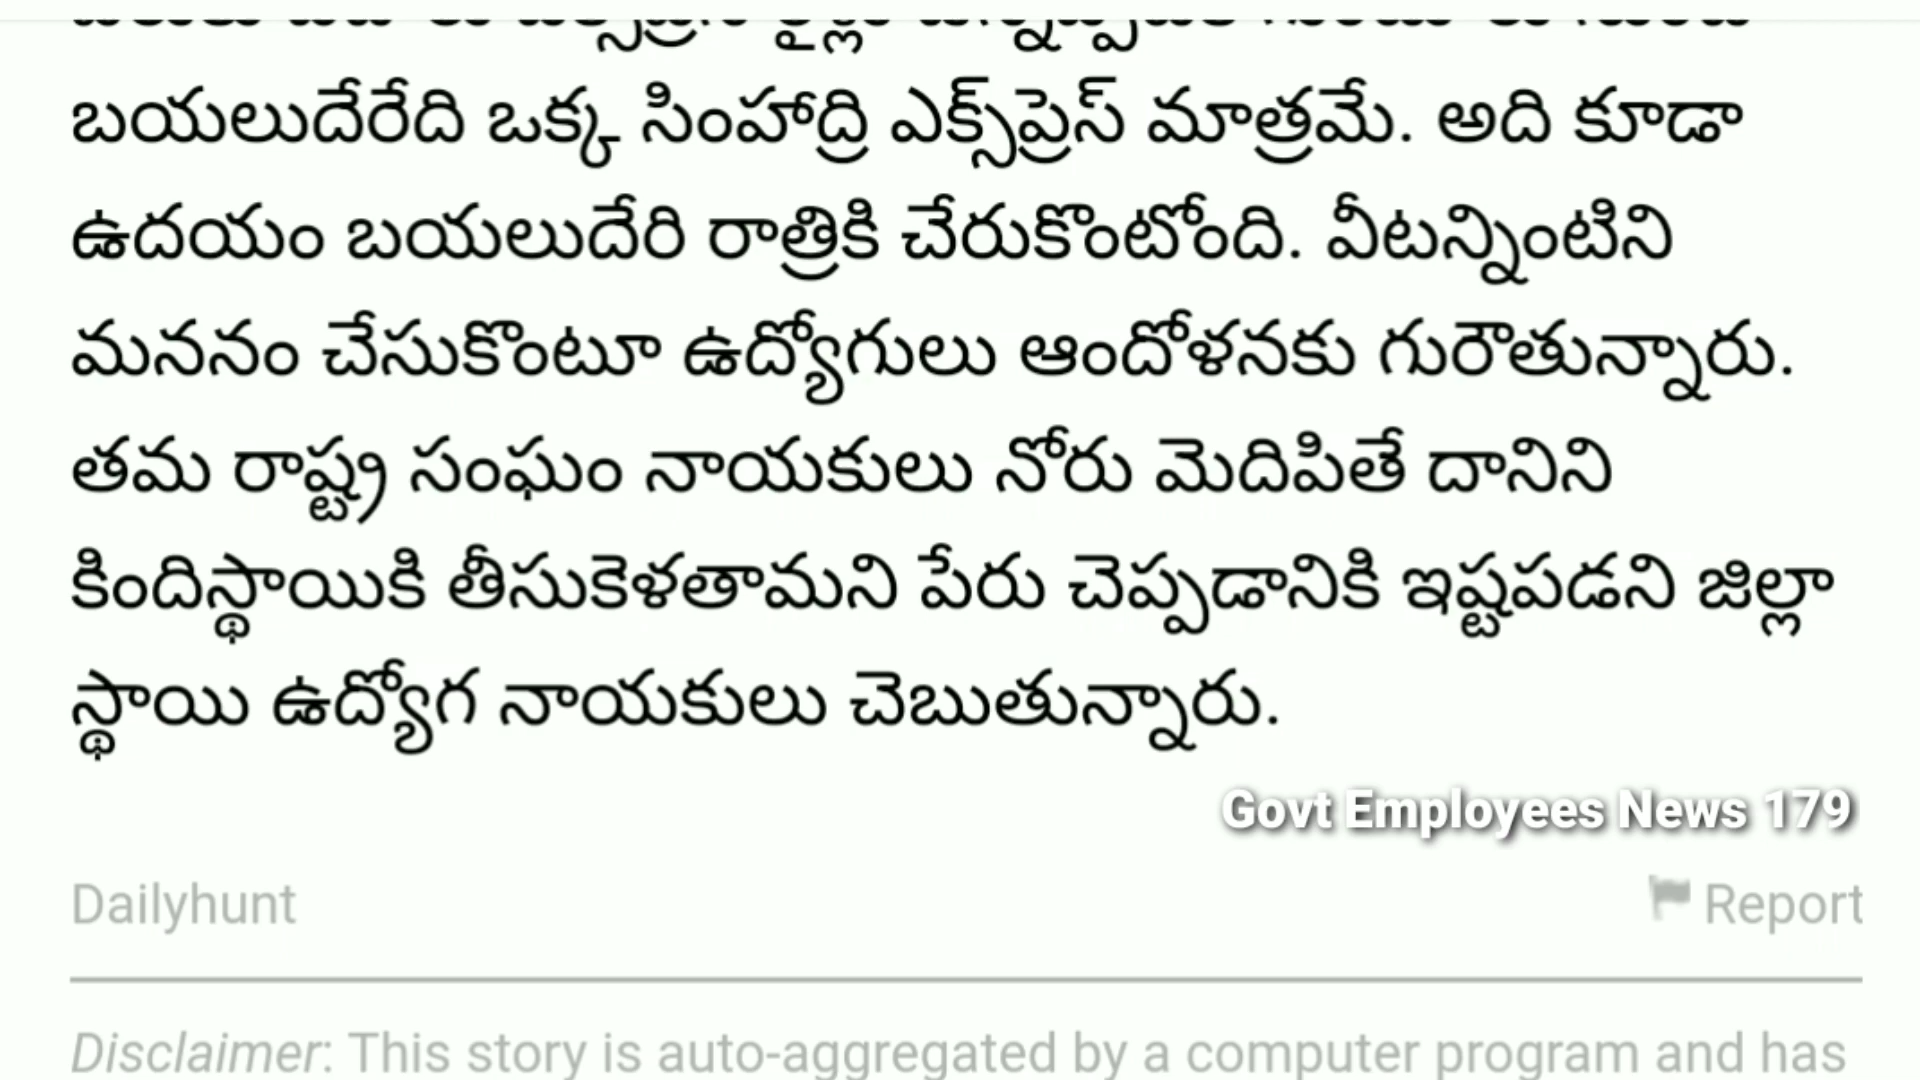 బయలుదేరేది ఒక్క సింహాద్రి ఎక్స్‌ప్రెస్ మాత్రమే. అది కూడా
ఉదయం బయలుదేరి రాత్రికి చేరుకొంటోంది. వీటన్నింటిని
మననం చేసుకొంటూ ఉద్యోగులు ఆందోళనకు గురౌతున్నారు.
తమ రాష్ట్ర సంఘం నాయకులు నోరు మెదిపితే దానిని
కిందిస్థాయికి తీసుకెళతామని పేరు చెప్పడానికి ఇష్టపడని జిల్లా
స్థాయి ఉద్యోగ నాయకులు చెబుతున్నారు.
Govt Employees News 179
Dailyhunt Report
Disclaimer: This story is auto-aggregated by a computer program and has